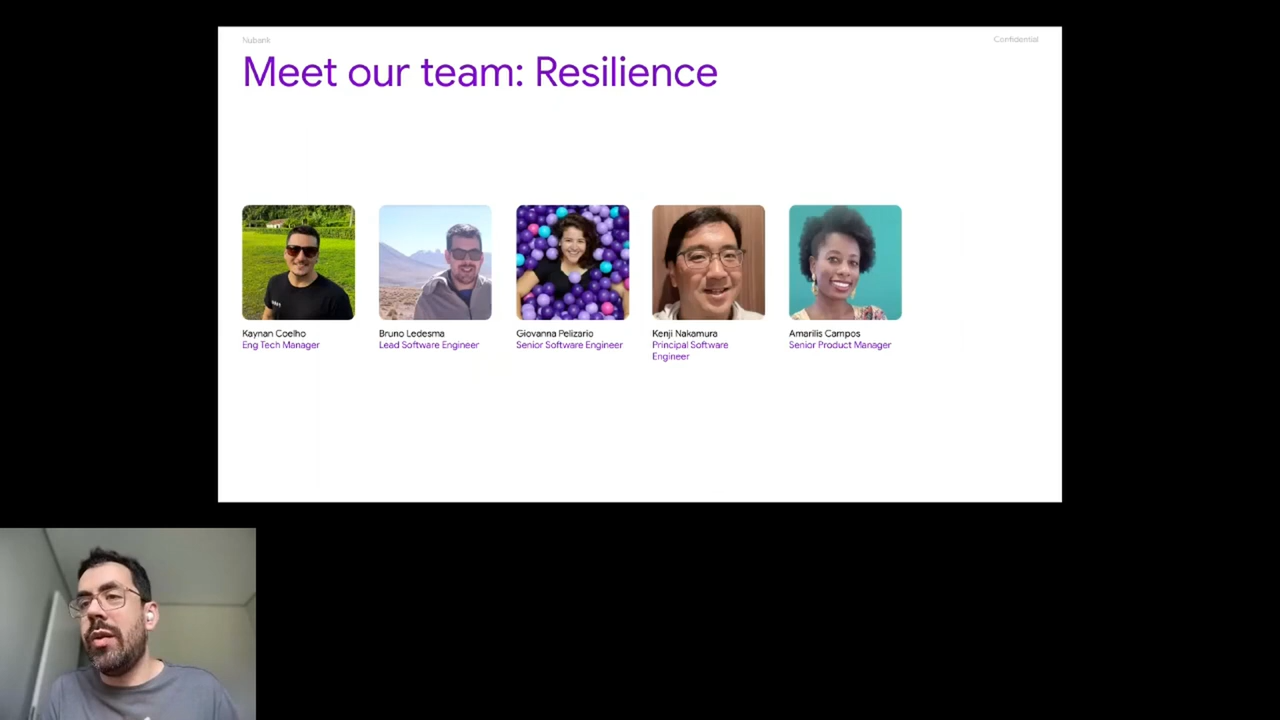 Nubank
Confidential
Meet our team: Resilience
Kaynan Coelho
Eng Tech Manager
Bruno Ledesma
Lead Software Engineer
Giovanna Pelizario
Senior Software Engineer
Kenji Nakamura
Principal Software
Engineer
Amarilis Campos
Senior Product Manager